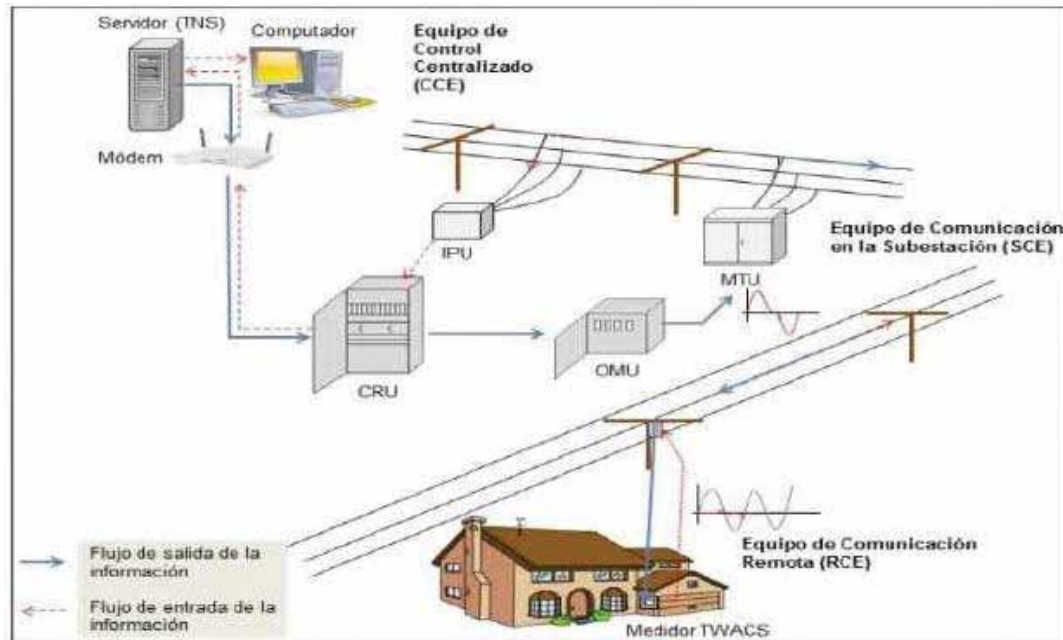 Servidor (TNS)
Computador
Equipo de
Control
Centralizado
(CCE)
Módem
IPU
MTU
Equipo de Comunicación
en la Subestación (SCE)
CRU
OMU
Equipo de Comunicación
Remota (RCE)
Medidor TWACS
Flujo de salida de la
información
Flujo de entrada de la
información